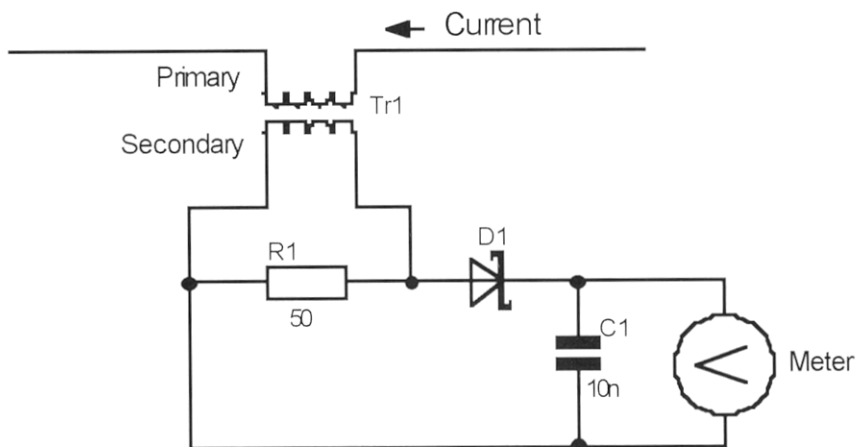 Current
Primary
Tr1
Secondary
R1
50
D1
C1
10n
V
Meter